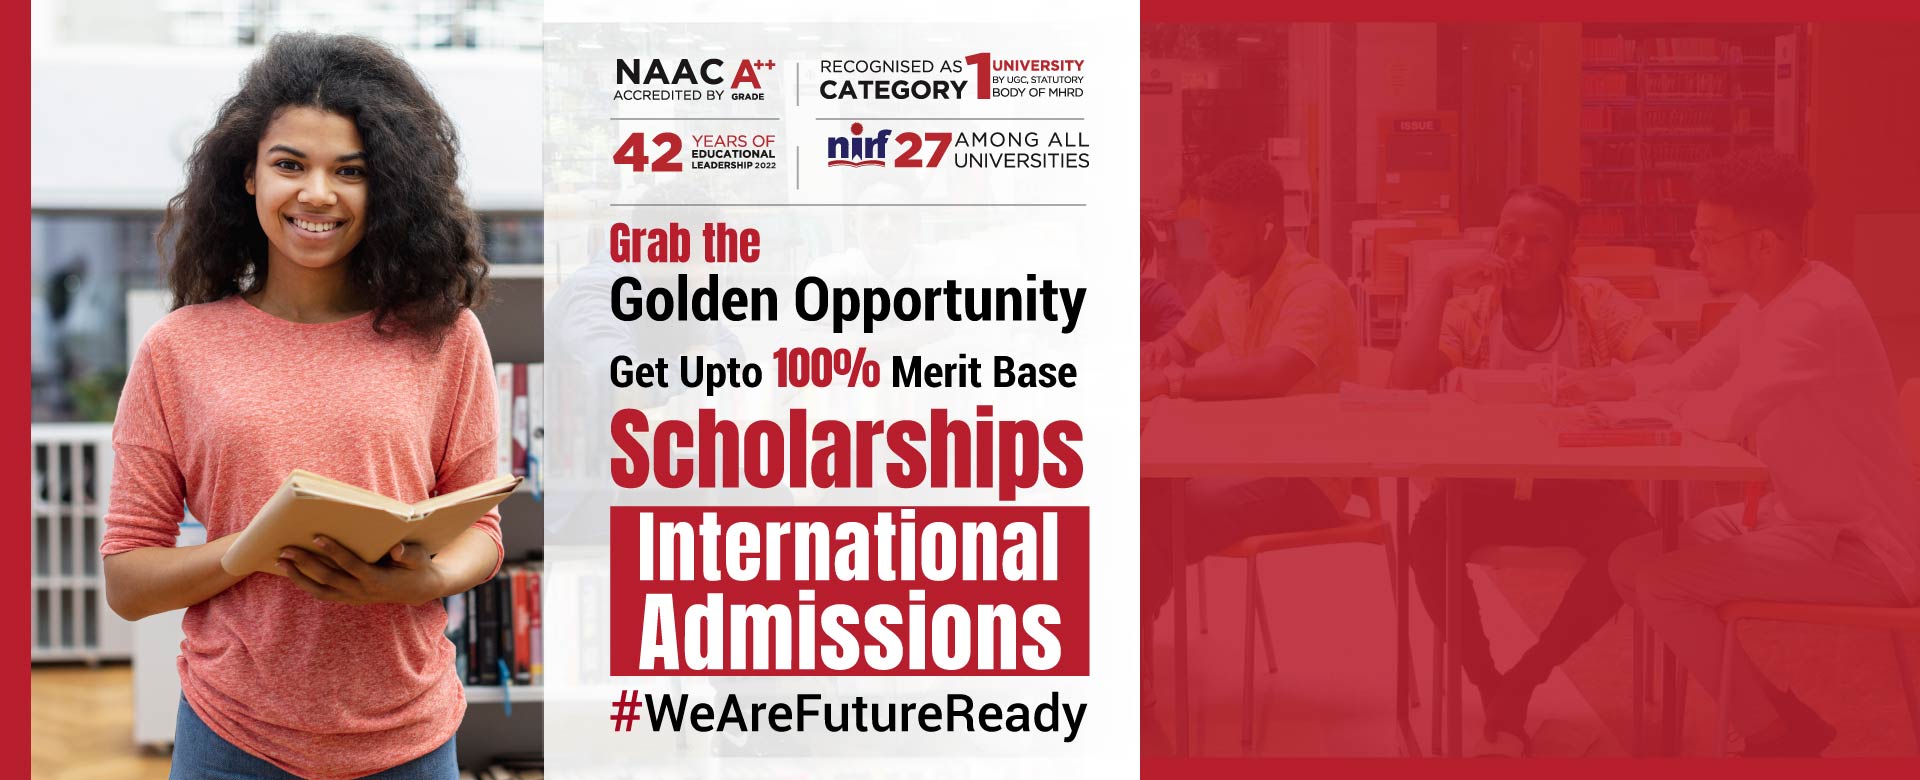 NAAC A++
ACCREDITED BY GRADE
RECOGNISED AS
CATEGORY 1 UNIVERSITY
BY UGC, STATUTORY
BODY OF MHRD
42 YEARS OF
EDUCATIONAL
LEADERSHIP 2022
nirf 27 AMONG ALL
UNIVERSITIES
Grab the
Golden Opportunity
Get Upto 100% Merit Base
Scholarships
International
Admissions
#WeAreFutureReady
ISSUE